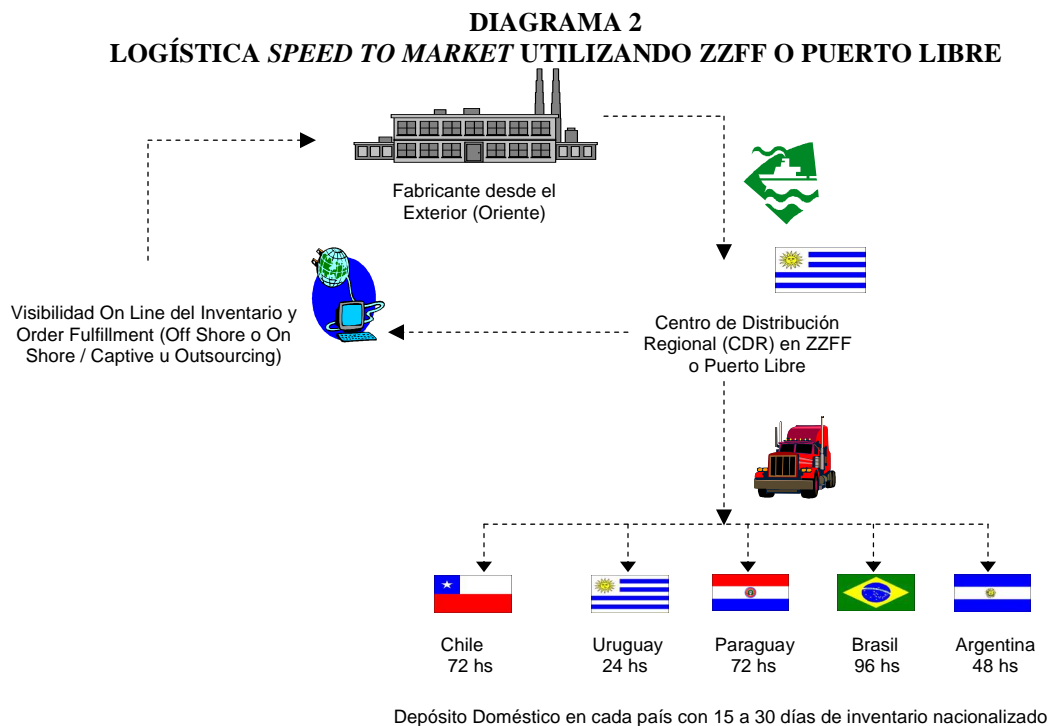 DIAGRAMA 2
LOGÍSTICA SPEED TO MARKET UTILIZANDO ZZFF O PUERTO LIBRE
Fabricante desde el
Exterior (Oriente)
Visibilidad On Line del Inventario y
Order Fulfillment (Off Shore o On
Shore / Captive u Outsourcing)
Centro de Distribución
Regional (CDR) en ZZFF
o Puerto Libre
Chile
72 hs
Uruguay
24 hs
Paraguay
72 hs
Brasil
96 hs
Argentina
48 hs
Depósito Doméstico en cada país con 15 a 30 días de inventario nacionalizado